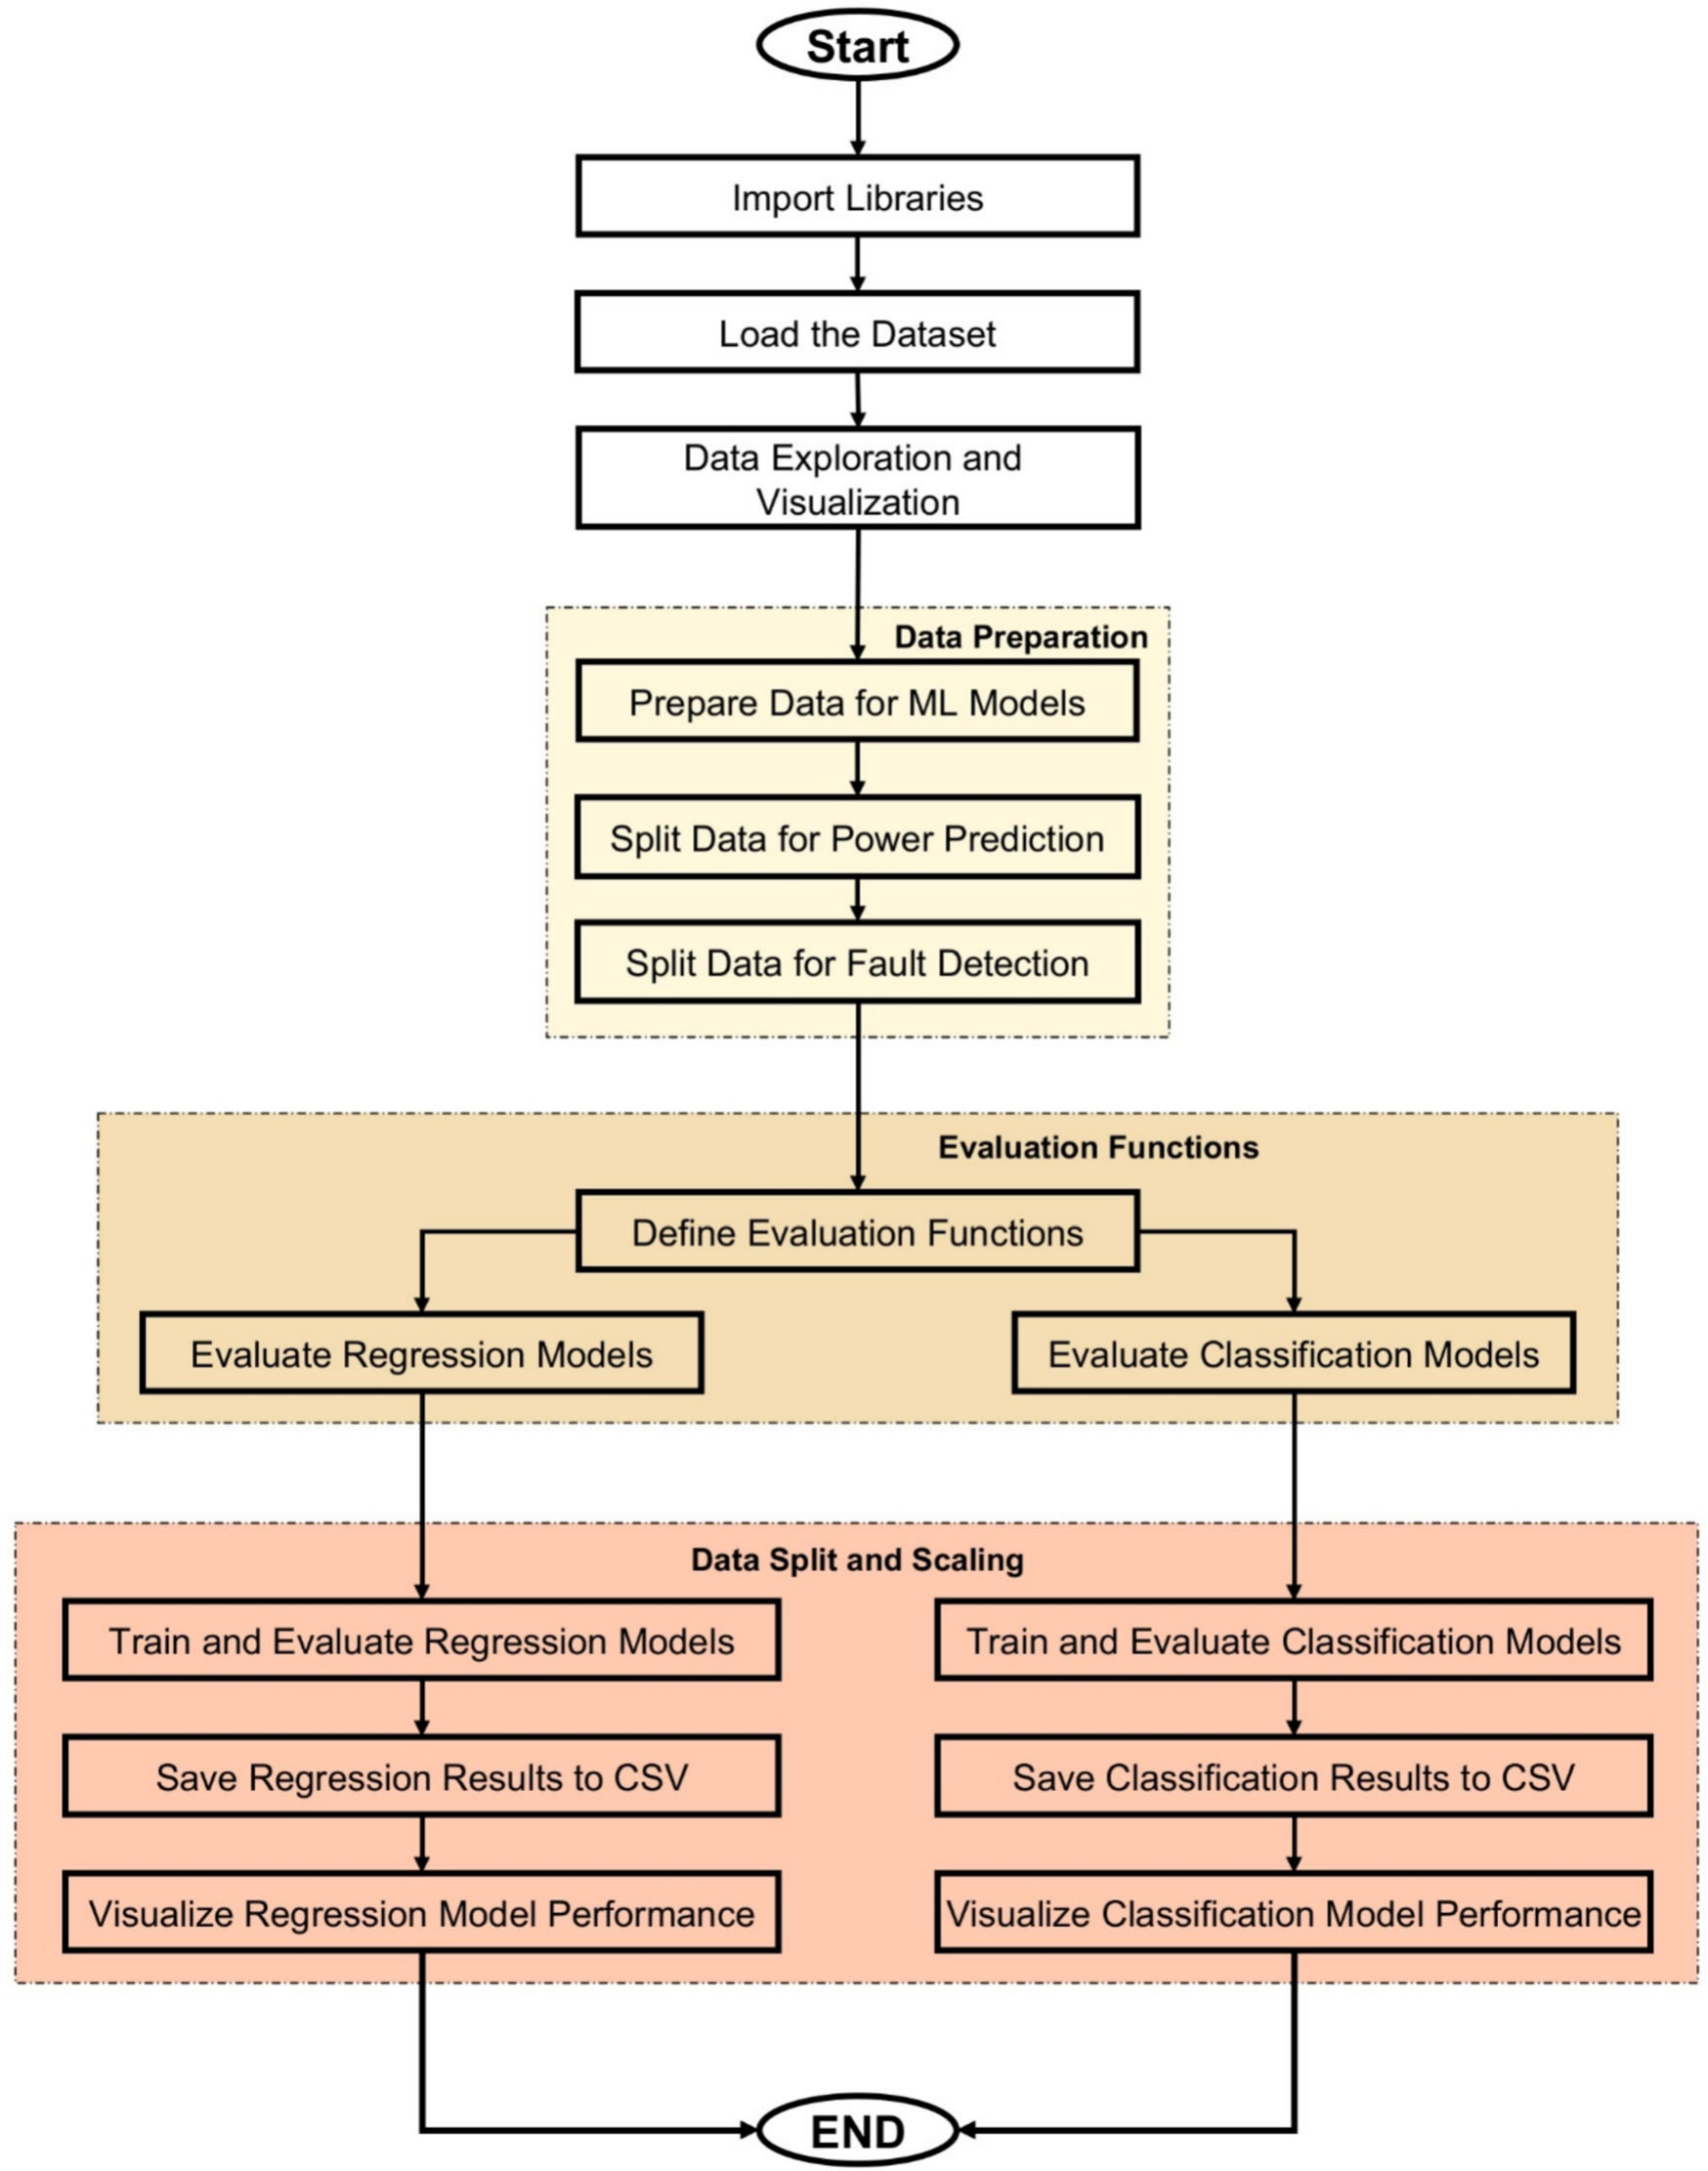 Start
Import Libraries
Load the Dataset
Data Exploration and
Visualization
Data Preparation
Prepare Data for ML Models
Split Data for Power Prediction
Split Data for Fault Detection
Evaluation Functions
Define Evaluation Functions
Evaluate Regression Models
Evaluate Classification Models
Data Split and Scaling
Train and Evaluate Regression Models
Train and Evaluate Classification Models
Save Regression Results to CSV
Save Classification Results to CSV
Visualize Regression Model Performance
Visualize Classification Model Performance
END